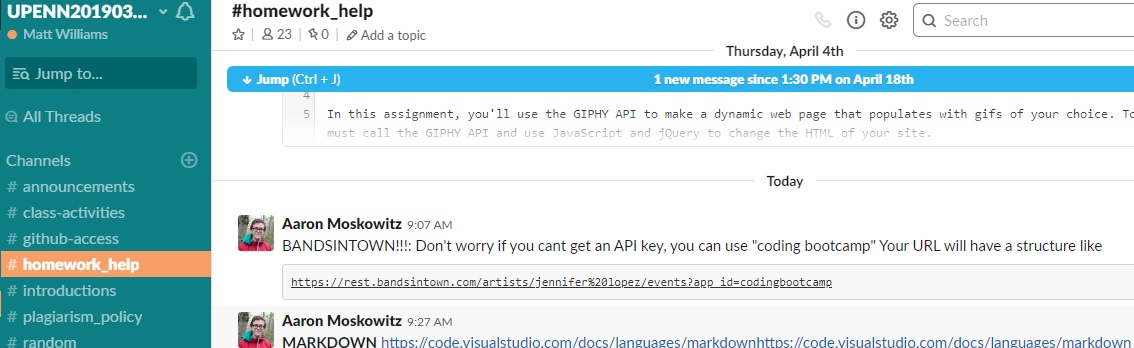 UPENN201903...
Matt Williams
Jump to...
All Threads
Channels
# announcements
# class-activities
# github-access
# homework_help
# introductions
# plagiarism_policy
# random
#homework_help
23
0
Add a topic
Search
Thursday, April 4th
Jump (Ctrl + J)
1 new message since 1:30 PM on April 18th
4
5 In this assignment, you'll use the GIPHY API to make a dynamic web page that populates with gifs of your choice. To
must call the GIPHY API and use JavaScript and jQuery to change the HTML of your site.
Today
Aaron Moskowitz 9:07 AM
BANDSINTOWN!!!: Don't worry if you cant get an API key, you can use "coding bootcamp" Your URL will have a structure like
https://rest.bandsintown.com/artists/jennifer%20lopez/events?app_id=codingbootcamp
Aaron Moskowitz 9:27 AM
MARKDOWN https://code.visualstudio.com/docs/languages/markdownhttps://code.visualstudio.com/docs/languages/markdown